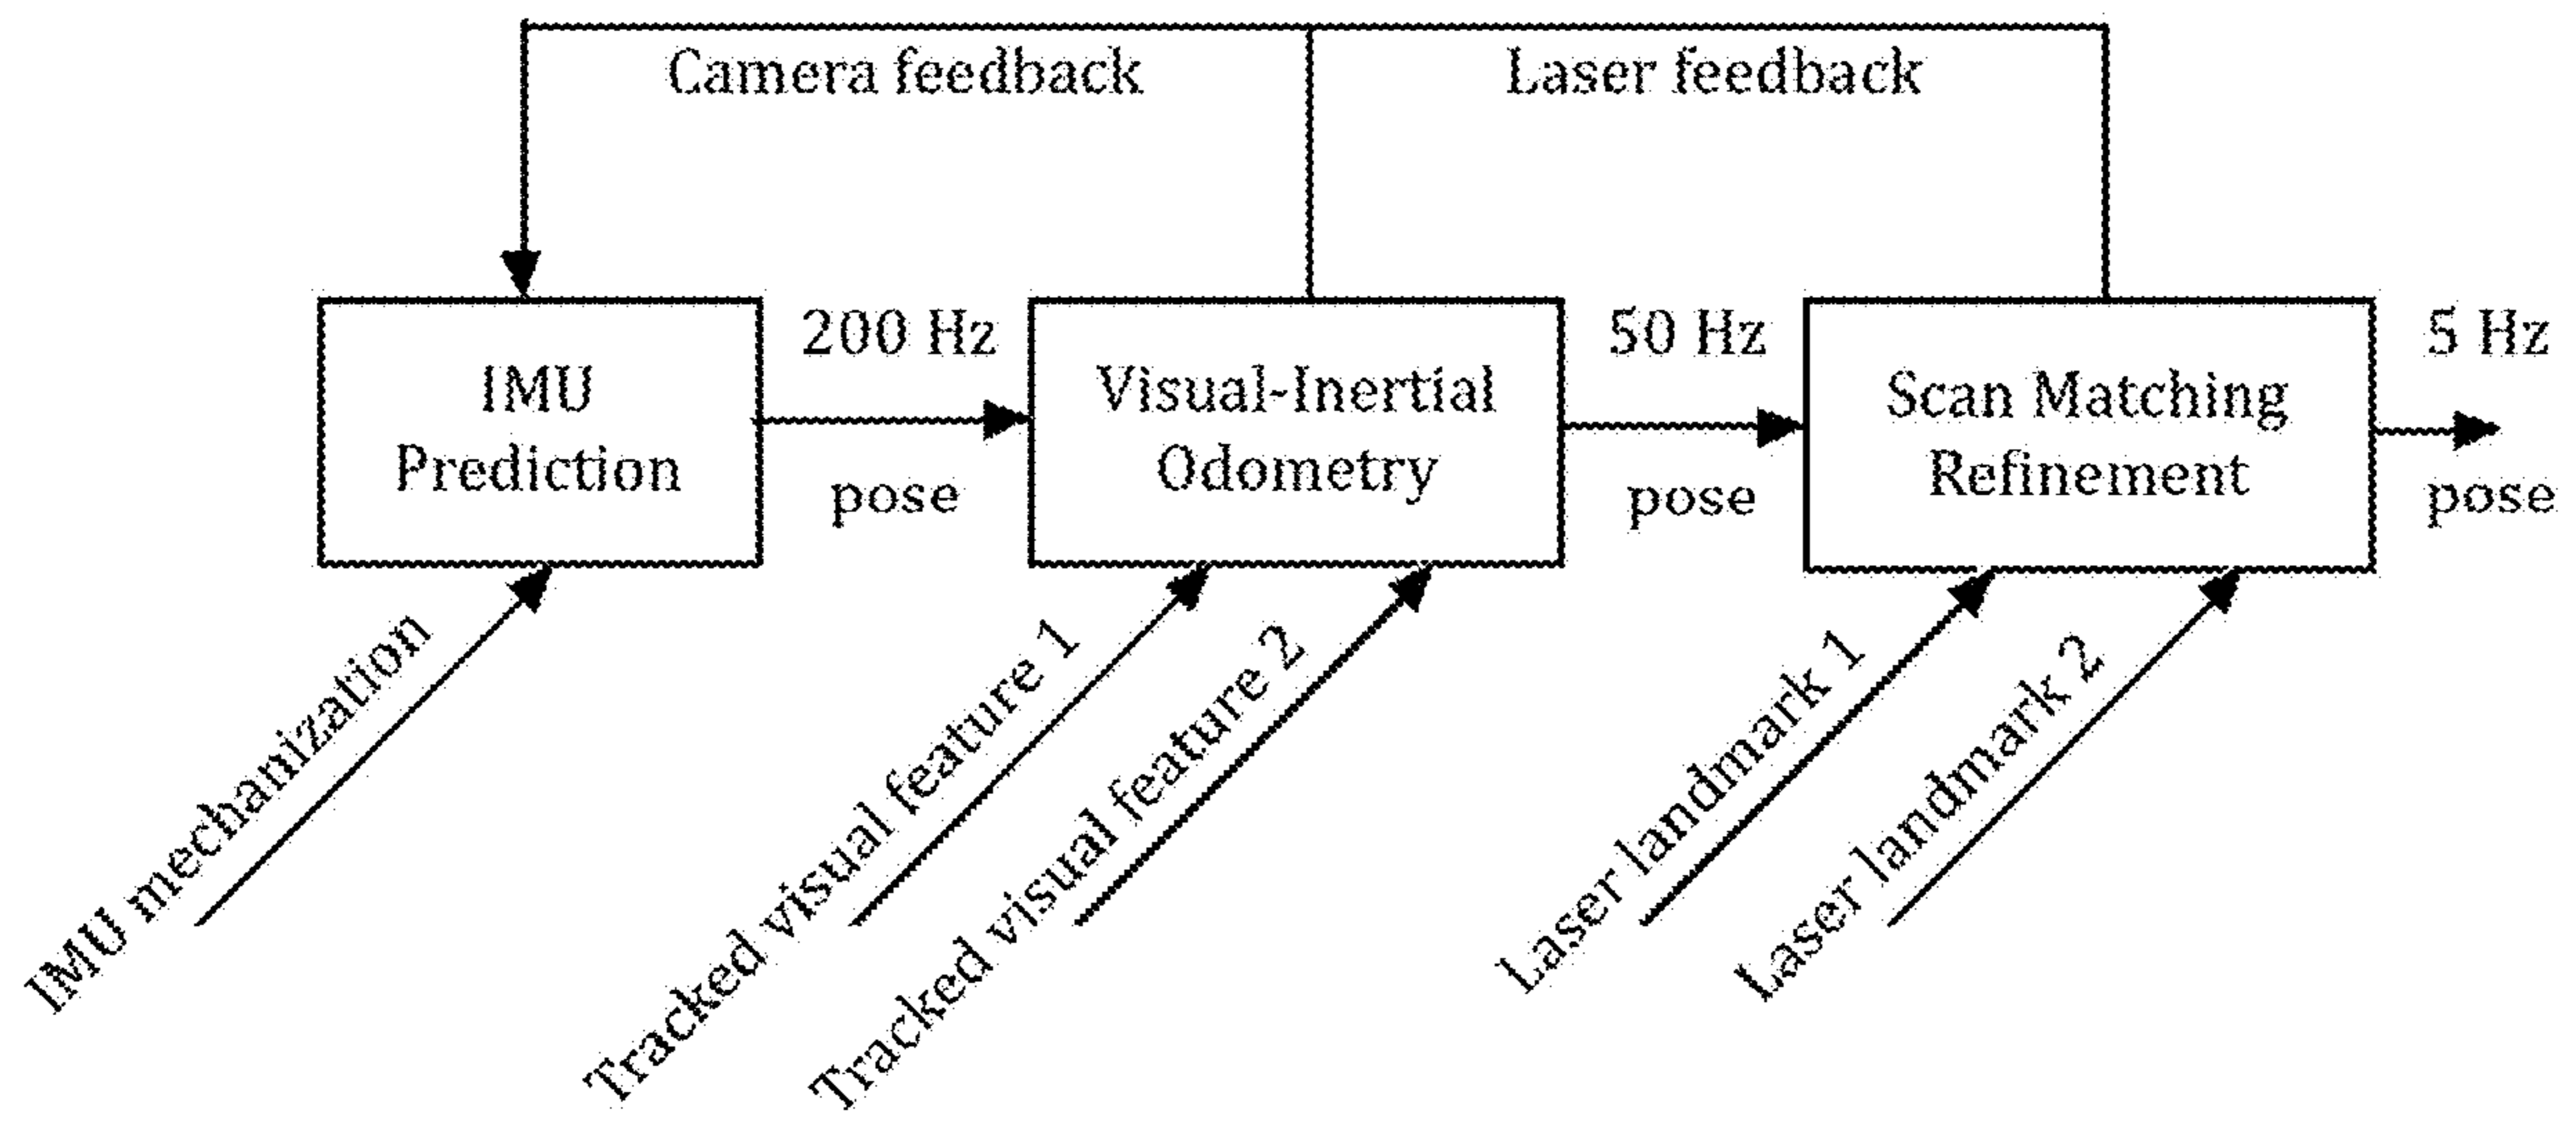 Camera feedback
Laser feedback
IMU
Prediction
200 Hz
pose
Visual-Inertial
Odometry
50 Hz
pose
Scan Matching
Refinement
5 Hz
pose
IMU mechanization
Tracked visual feature 1
Tracked visual feature 2
Laser landmark 1
Laser landmark 2